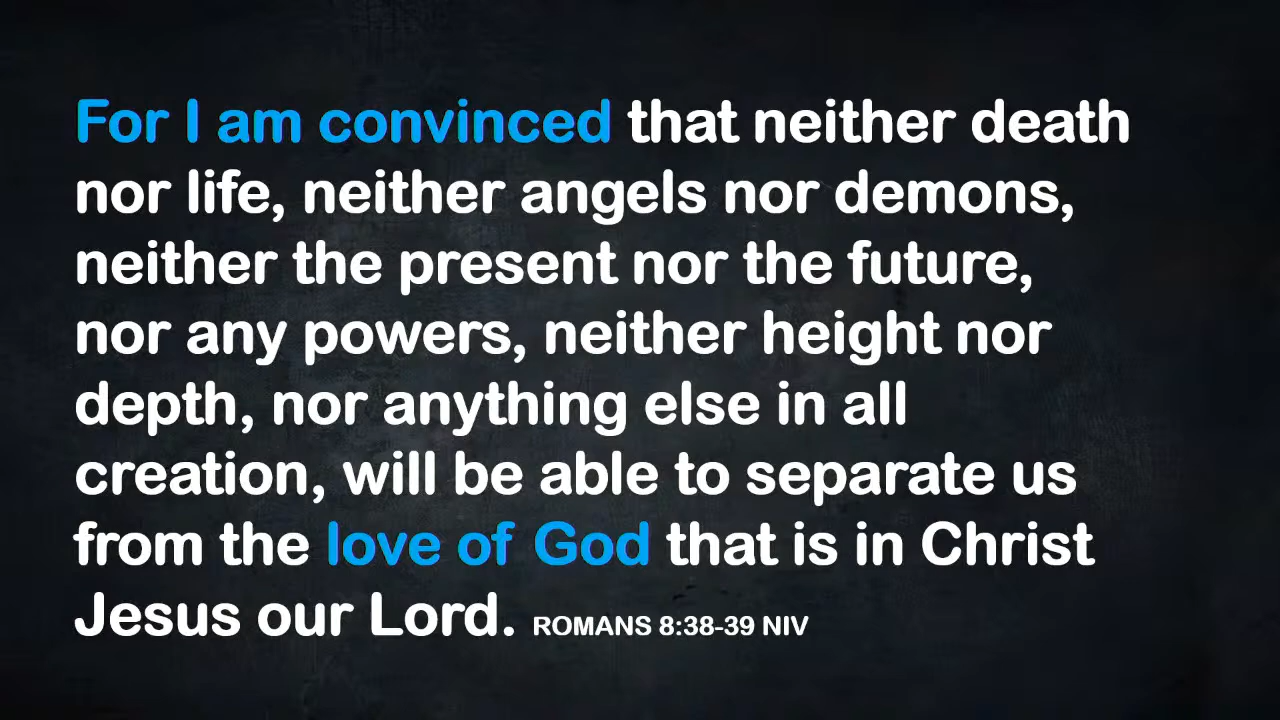 For I am convinced that neither death
nor life, neither angels nor demons,
neither the present nor the future,
nor any powers, neither height nor
depth, nor anything else in all
creation, will be able to separate us
from the love of God that is in Christ
Jesus our Lord. ROMANS 8:38-39 NIV